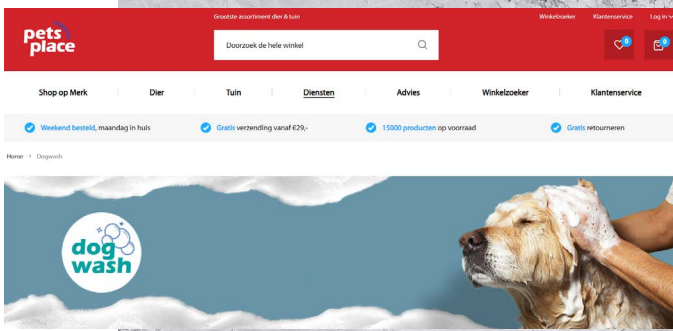 Grootste assortiment dier & tuin
Winkelzoeker Klantenservice Log in
pets
place
Doorzoek de hele winkel
0 0
Shop op Merk Dier Tuin Diensten Advies Winkelzoeker Klantenservice
Weekend besteld, maandag in huis Gratis verzending vanaf €29,- 15000 producten op voorraad Gratis retourneren
Home > Dogwash
dog
wash